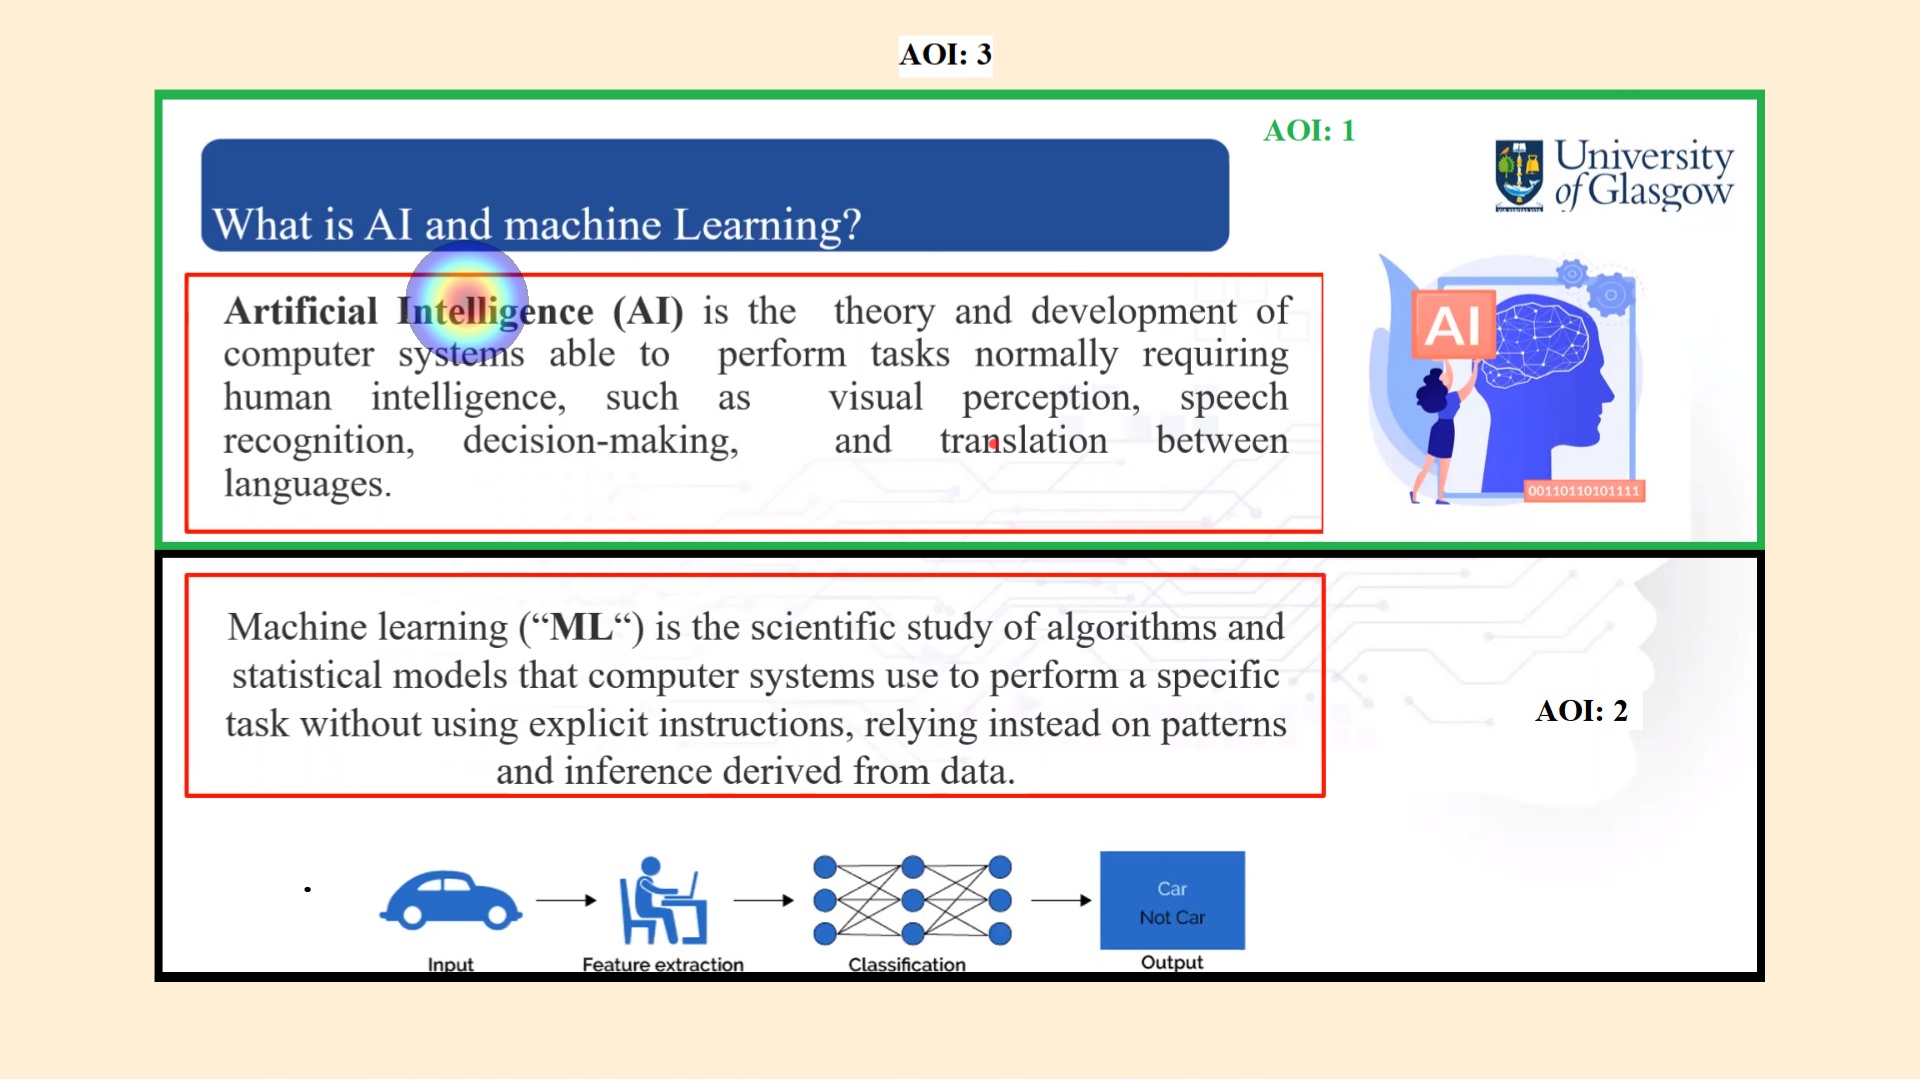 AOI: 3
AOI: 1
University
of Glasgow
What is AI and machine Learning?
Artificial Intelligence (AI) is the theory and development of
computer systems able to perform tasks normally requiring
human intelligence, such as visual perception, speech
recognition, decision-making, and translation between
languages.
AI
00110110101111
Machine learning (“ML“) is the scientific study of algorithms and
statistical models that computer systems use to perform a specific
task without using explicit instructions, relying instead on patterns
and inference derived from data.
AOI: 2
Car
Not Car
Input
Feature extraction
Classification
Output